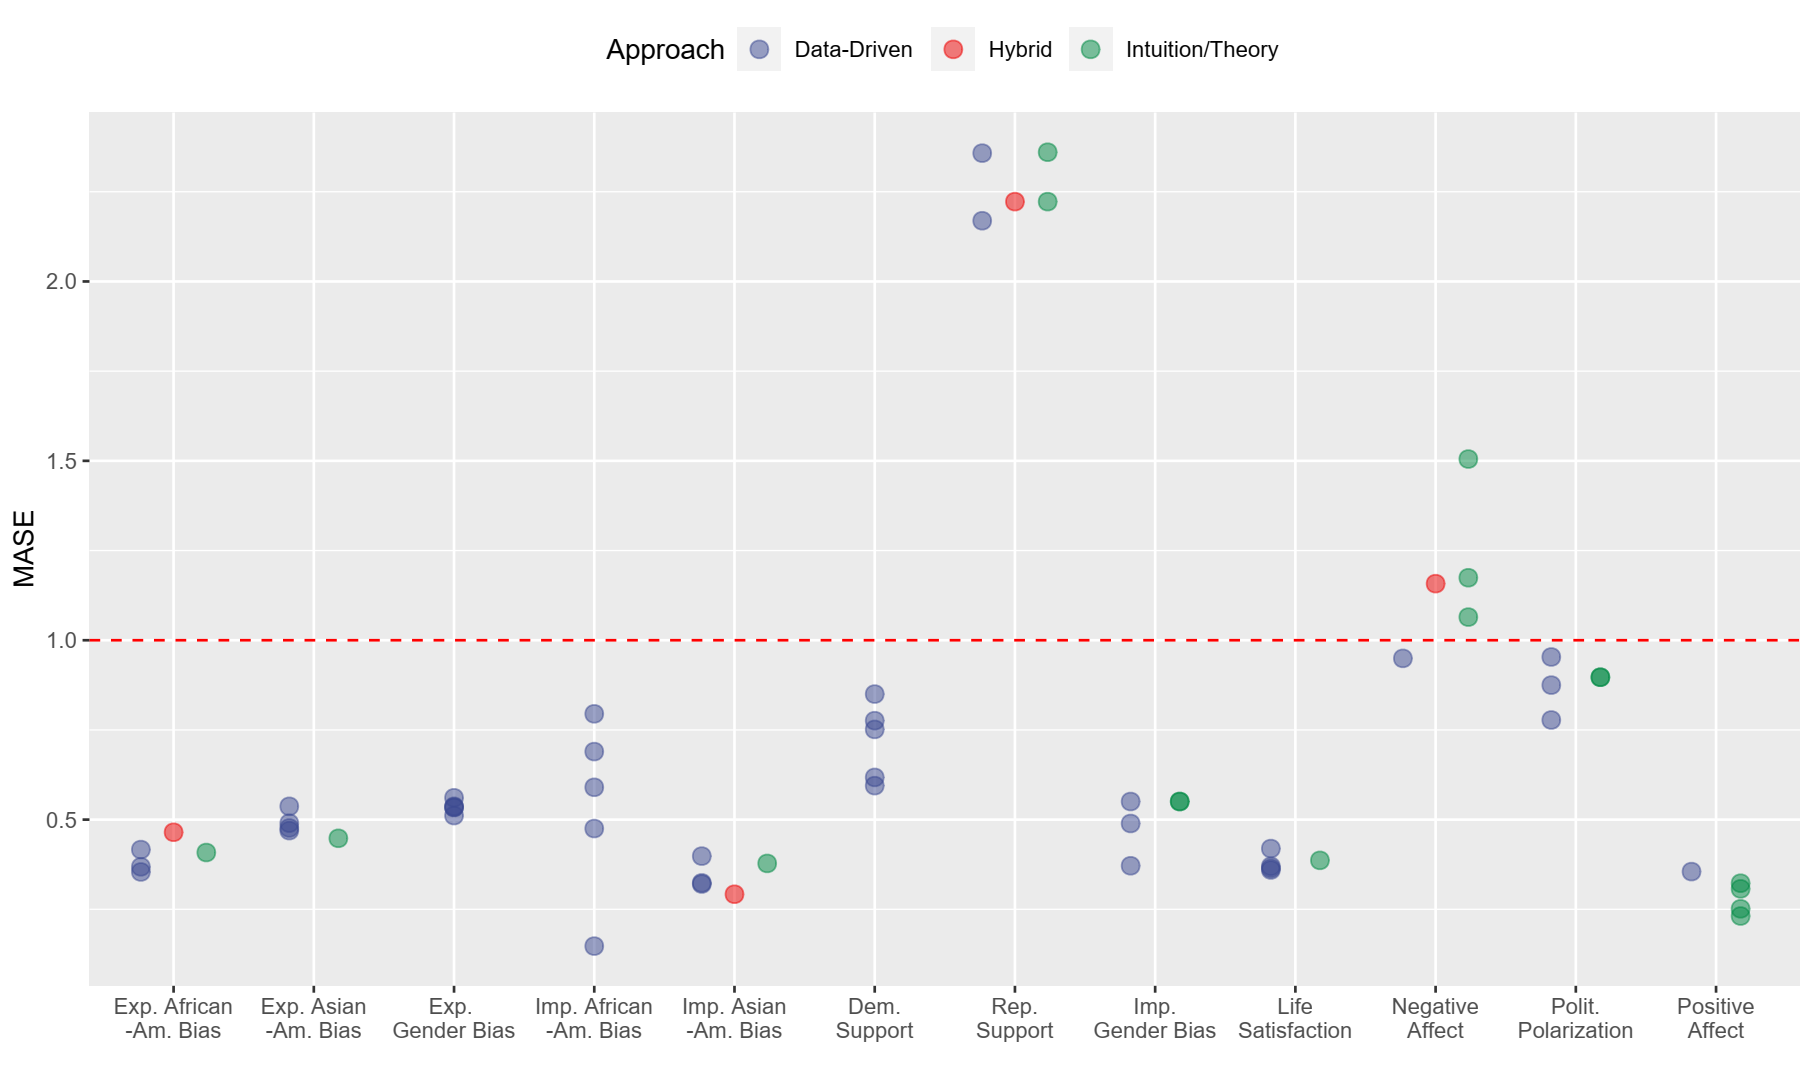 Approach Data-Driven Hybrid Intuition/Theory
MASE
2.0
1.5
1.0
0.5
Exp. African
-Am. Bias
Exp. Asian
-Am. Bias
Exp.
Gender Bias
Imp. African
-Am. Bias
Imp. Asian
-Am. Bias
Dem.
Support
Rep.
Support
Imp.
Gender Bias
Life
Satisfaction
Negative
Affect
Polit.
Polarization
Positive
Affect